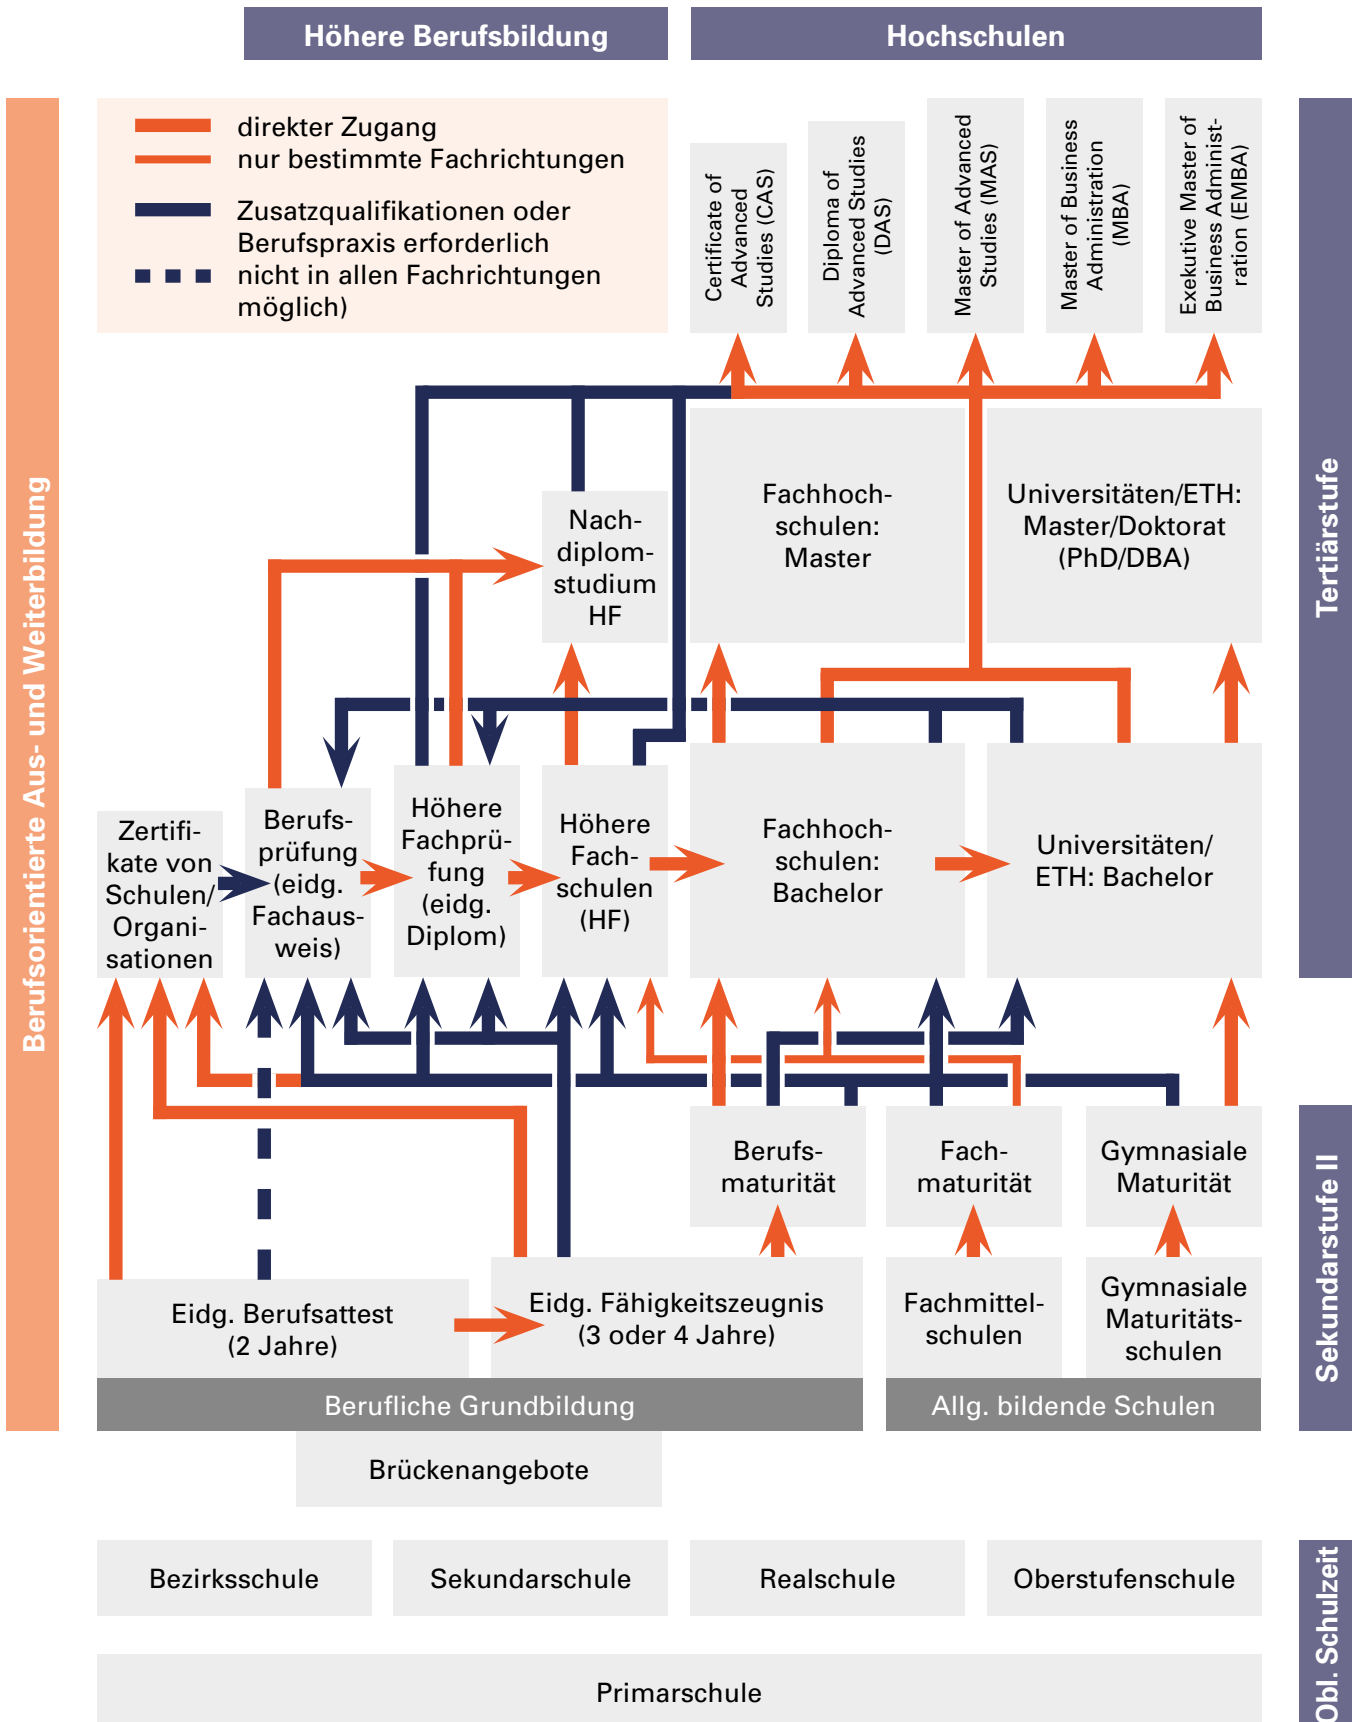 Höhere Berufsbildung
Hochschulen
Berufsorientierte Aus- und Weiterbildung
direkter Zugang
nur bestimmte Fachrichtungen
Zusatzqualifikationen oder
Berufspraxis erforderlich
nicht in allen Fachrichtungen
möglich)
Certificate of
Advanced
Studies (CAS)
Diploma of
Advanced Studies
(DAS)
Master of Advanced
Studies (MAS)
Master of Business
Administration
(MBA)
Exekutive Master of
Business Administ-
ration (EMBA)
Tertiärstufe
Nach-
diplom-
studium
HF
Fachhoch-
schulen:
Master
Universitäten/ETH:
Master/Doktorat
(PhD/DBA)
Zertifi-
kate von
Schulen/
Organi-
sationen
Berufs-
prüfung
(eidg.
Fachaus-
weis)
Höhere
Fachprü-
fung
(eidg.
Diplom)
Höhere
Fach-
schulen
(HF)
Fachhoch-
schulen:
Bachelor
Universitäten/
ETH: Bachelor
Berufs-
maturität
Fach-
maturität
Gymnasiale
Maturität
Sekundarstufe II
Eidg. Berufsattest
(2 Jahre)
Eidg. Fähigkeitszeugnis
(3 oder 4 Jahre)
Fachmittel-
schulen
Gymnasiale
Maturitäts-
schulen
Berufliche Grundbildung
Allg. bildende Schulen
Brückenangebote
Bezirksschule
Sekundarschule
Realschule
Oberstufenschule
Obl. Schulzeit
Primarschule